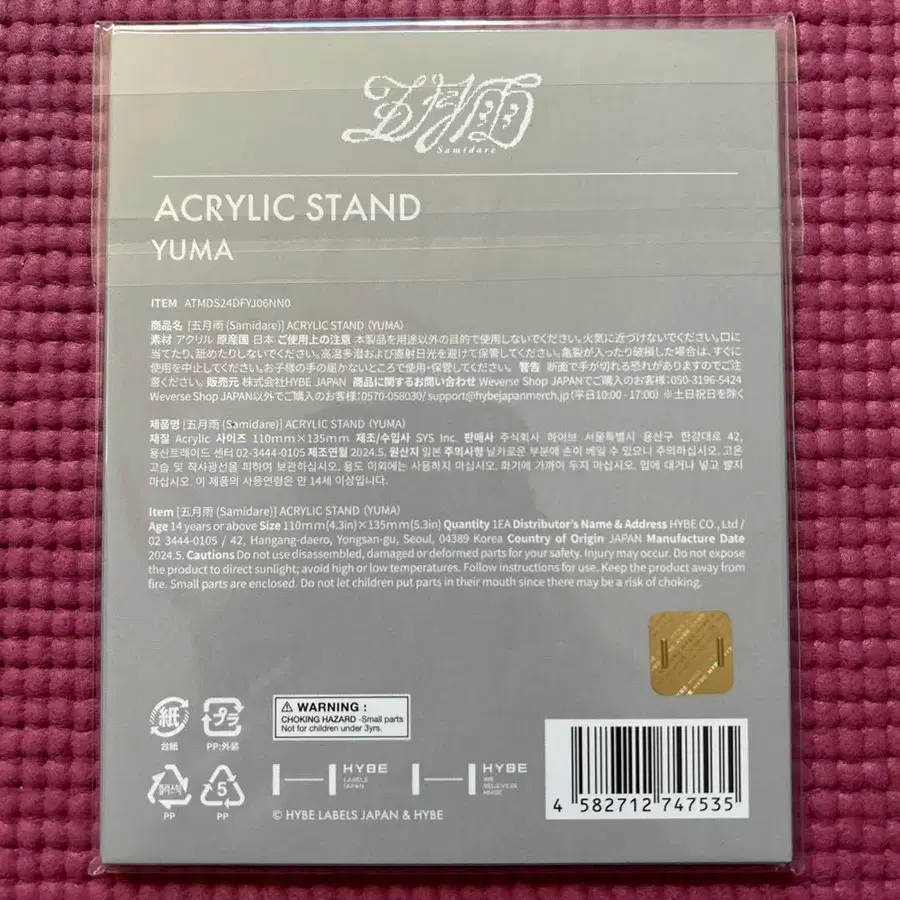 五月雨
Samidare
ACRYLIC STAND
YUMA
ITEM ATMDS24DFYJ06NN0
商品名 [五月雨 (Samidare)] ACRYLIC STAND (YUMA)
素材 アクリル 原産国 日本 ご使用上の注意 本製品を用途以外の目的で使用しないでください。火気に近づけないでください。口に
当てたり、舐めたりしないでください。高温多湿および直射日光を避けて保管してください。亀裂が入ったり破損した場合は、すぐに
使用を中止してください。お子様の手の届かないところで使用・保管してください。 警告 断面で手が切れる恐れがありますのでご注
意ください。 販売元 株式会社HYBE JAPAN 商品に関するお問い合わせ Weverse Shop JAPANでご購入のお客様：050-3196-5424
Weverse Shop JAPAN以外でご購入のお客様：0570-058030/ support@hybejapanmerch.jp (平日10:00 - 17:00) ※土日祝日を除く
제품명 [五月雨 (Samidare)] ACRYLIC STAND (YUMA)
재질 Acrylic 사이즈 110mm×135mm 제조/수입사 SYS Inc. 판매사 주식회사 하이브 서울특별시 용산구 한강대로 42,
용산트레이드 센터 02-3444-0105 제조연월 2024.5. 원산지 일본 주의사항 날카로운 부분에 손이 베일 수 있으니 주의하십시오. 고온
고습 및 직사광선을 피하여 보관하십시오. 용도 이외에는 사용하지 마십시오. 화기에 가까이 두지 마십시오. 입에 대거나 넣고 빨지
마십시오. 이 제품의 사용연령은 만 14세 이상입니다.
Item [五月雨 (Samidare)] ACRYLIC STAND (YUMA)
Age 14 years or above Size 110mm(4.3in)×135mm(5.3in) Quantity 1EA Distributor's Name & Address HYBE CO., Ltd /
02 3444-0105 / 42, Hangang-daero, Yongsan-gu, Seoul, 04389 Korea Country of Origin JAPAN Manufacture Date
2024.5. Cautions Do not use disassembled, damaged or deformed parts for your safety. Injury may occur. Do not expose
the product to direct sunlight; avoid high or low temperatures. Follow instructions for use. Keep the product away from
fire. Small parts are enclosed. Do not let children put parts in their mouth since there may be a risk of choking.
HYBE
紙
台紙
プラ
PP:外装
WARNING :
CHOKING HAZARD -Small parts
Not for children under 3yrs.
플라스틱
PP
5
PP
HYBE
LABELS
JAPAN
HYBE
WE
BELIEVE IN
MUSIC
© HYBE LABELS JAPAN & HYBE
4 582712 747535